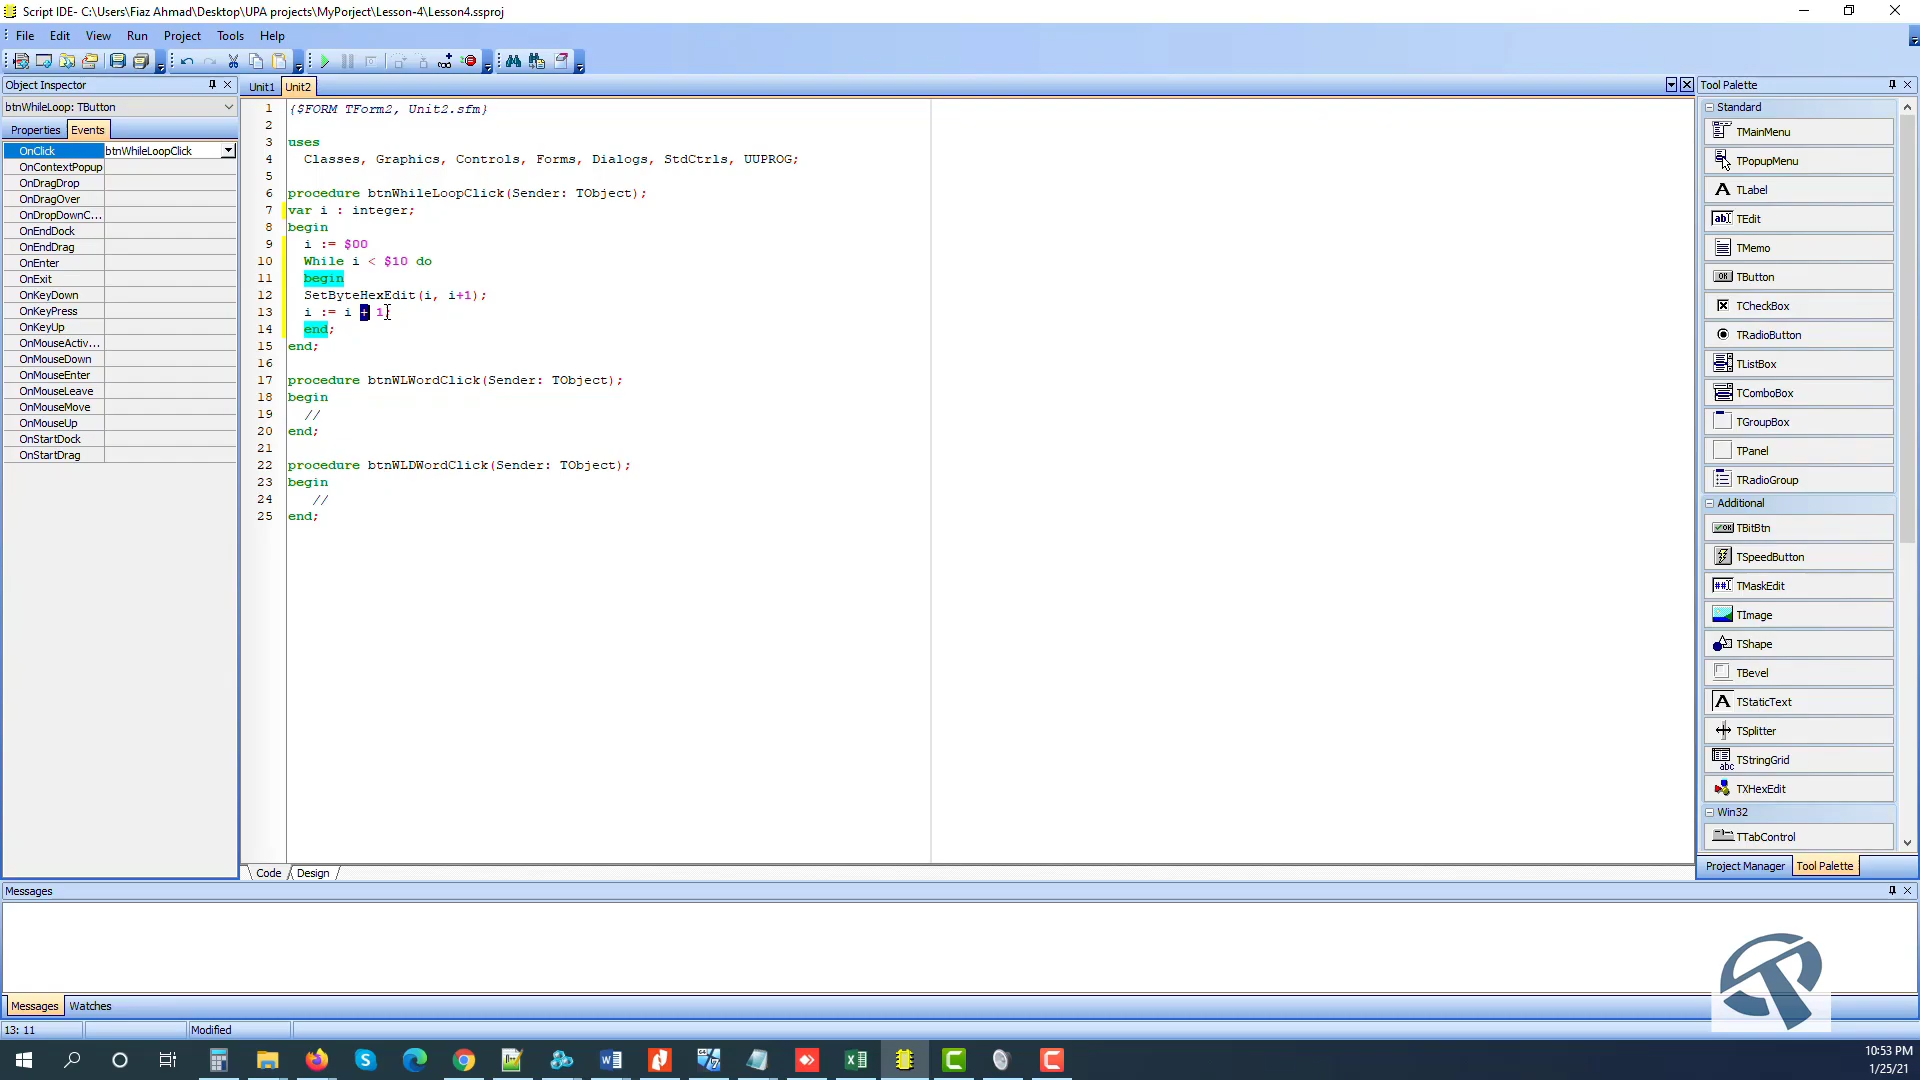 Script IDE- C:\Users\Fiaz Ahmad\Desktop\UPA projects\MyPorject\Lesson-4\Lesson4.ssproj
File Edit View Run Project Tools Help
Object Inspector
btnWhileLoop: TButton
Properties Events
OnClick btnWhileLoopClick
OnContextPopup
OnDragDrop
OnDragOver
OnDropDownC...
OnEndDock
OnEndDrag
OnEnter
OnExit
OnKeyDown
OnKeyPress
OnKeyUp
OnMouseActiv...
OnMouseDown
OnMouseEnter
OnMouseLeave
OnMouseMove
OnMouseUp
OnStartDock
OnStartDrag
Unit1 Unit2
1 {$FORM TForm2, Unit2.sfm}
2
3 uses
4 Classes, Graphics, Controls, Forms, Dialogs, StdCtrls, UUPROG;
5
6 procedure btnWhileLoopClick(Sender: TObject);
7 var i : integer;
8 begin
9 i := $00
10 While i < $10 do
11 begin
12 SetByteHexEdit(i, i+1);
13 i := i + 1;
14 end;
15 end;
16
17 procedure btnWLWordClick(Sender: TObject);
18 begin
19 //
20 end;
21
22 procedure btnWLDWordClick(Sender: TObject);
23 begin
24 //
25 end;
Code Design
Tool Palette
Standard
TMainMenu
TPopupMenu
TLabel
TEdit
TMemo
TButton
TCheckBox
TRadioButton
TListBox
TComboBox
TGroupBox
TPanel
TRadioGroup
Additional
TBitBtn
TSpeedButton
TMaskEdit
TImage
TShape
TBevel
TStaticText
TSplitter
TStringGrid
TXHexEdit
Win32
TTabControl
Project Manager Tool Palette
Messages
Messages Watches
13: 11 Modified
10:53 PM
1/25/21